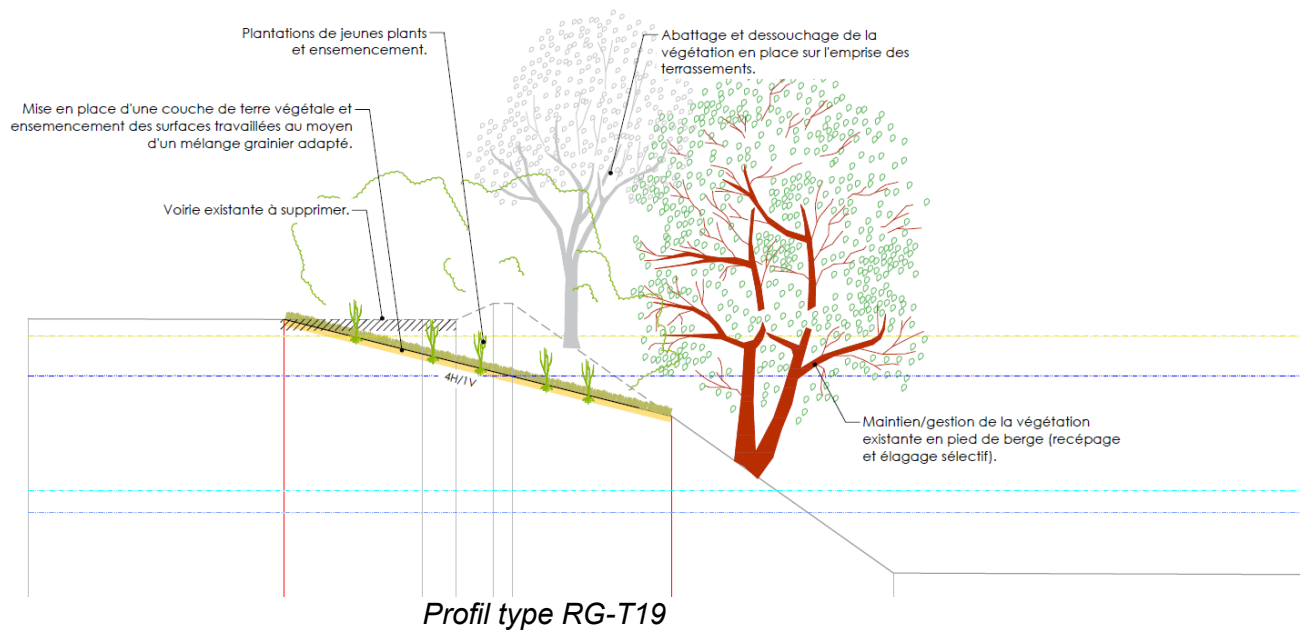 Plantations de jeunes plants
et ensemencement.
Abattage et dessouchage de la
végétation en place sur l'emprise des
terrassements.
Mise en place d'une couche de terre végétale et
ensemencement des surfaces travaillées au moyen
d'un mélange grainier adapté.
Voirie existante à supprimer.
4H/1V
Maintien/gestion de la végétation
existante en pied de berge (recépage
et élagage sélectif).
Profil type RG-T19